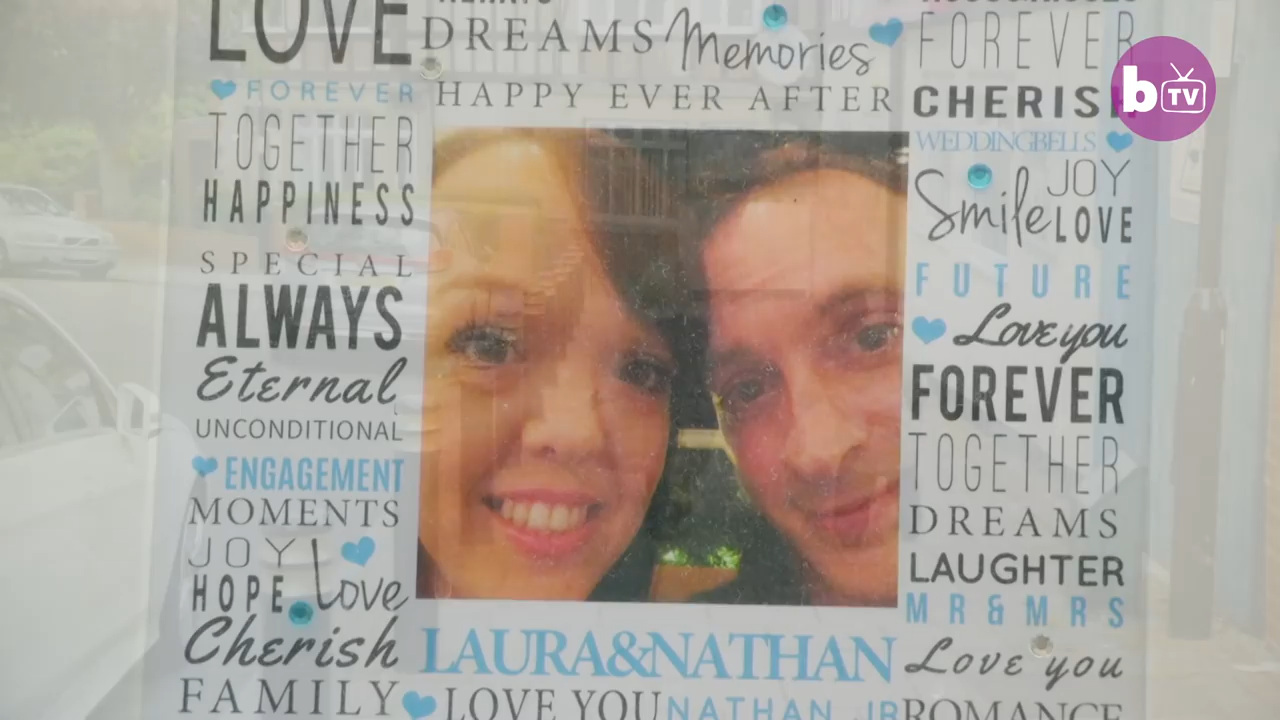 LOVE
DREAMS Memories
HAPPY EVER AFTER
FOREVER
TOGETHER
HAPPINESS
SPECIAL
ALWAYS
Eternal
UNCONDITIONAL
ENGAGEMENT
MOMENTS
JOY
HOPE Love
Cherish
FAMILY
FOREVER
CHERISH
WEDDINGBELLS
JOY
Smile LOVE
FUTURE
Love you
FOREVER
TOGETHER
DREAMS
LAUGHTER
MR&MRS
Love you
ROMANCE
LAURA&NATHAN
LOVE YOU NATHAN JR
b TV